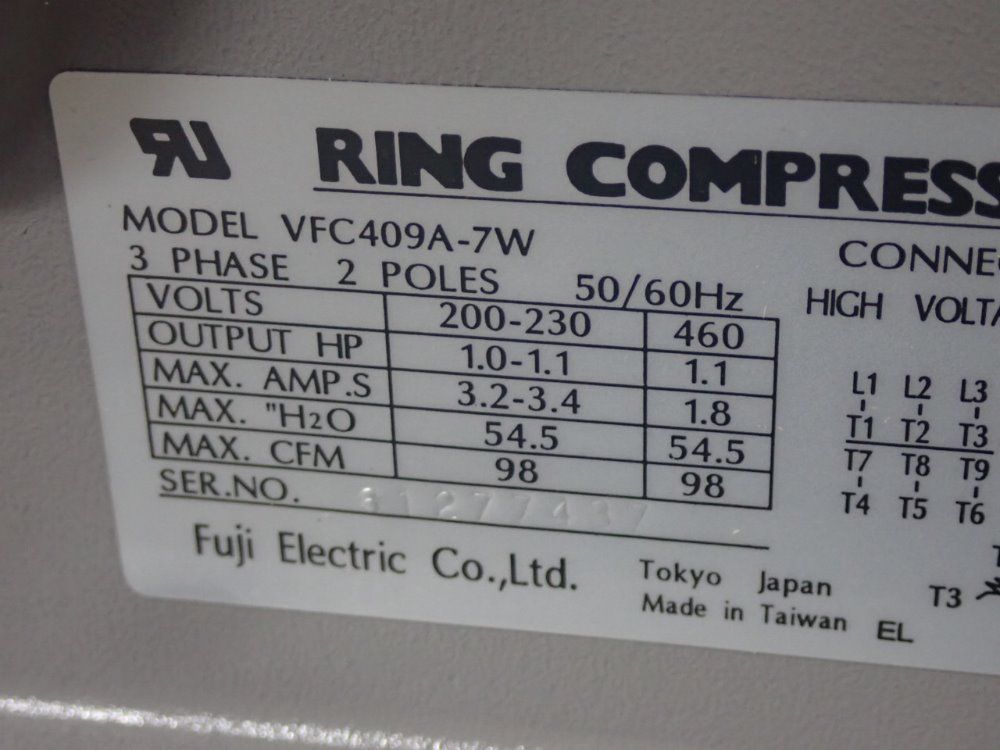 RU RING COMPRESS
MODEL VFC409A-7W
3 PHASE 2 POLES 50/60Hz
VOLTS 200-230 460
OUTPUT HP 1.0-1.1 1.1
MAX. AMP.S 3.2-3.4 1.8
MAX. "H2O 54.5 54.5
MAX. CFM 98 98
SER.NO.
Fuji Electric Co.,Ltd.
Tokyo Japan
Made in Taiwan EL
CONNE
HIGH VOLTA
L1 L2 L3
T1 T2 T3
T7 T8 T9
T4 T5 T6
T3